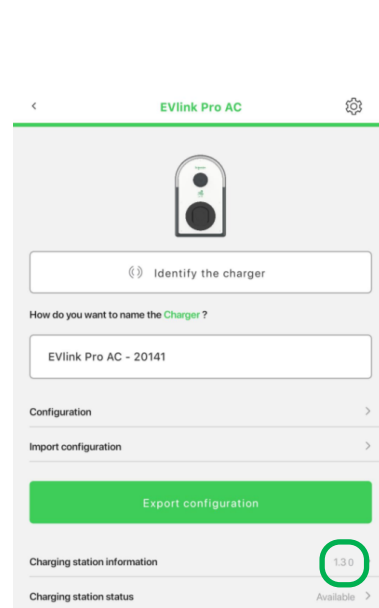 EVlink Pro AC
Identify the charger
How do you want to name the Charger ?
EVlink Pro AC - 20141
Configuration
Import configuration
Export configuration
Charging station information 1.3 0
Charging station status Available